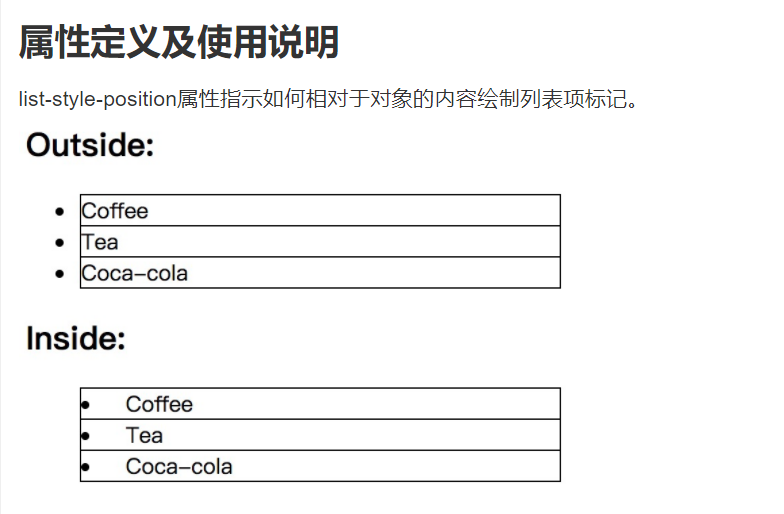 属性定义及使用说明
list-style-position属性指示如何相对于对象的内容绘制列表项标记。
Outside:
• Coffee
• Tea
• Coca-cola
Inside:
• Coffee
• Tea
• Coca-cola